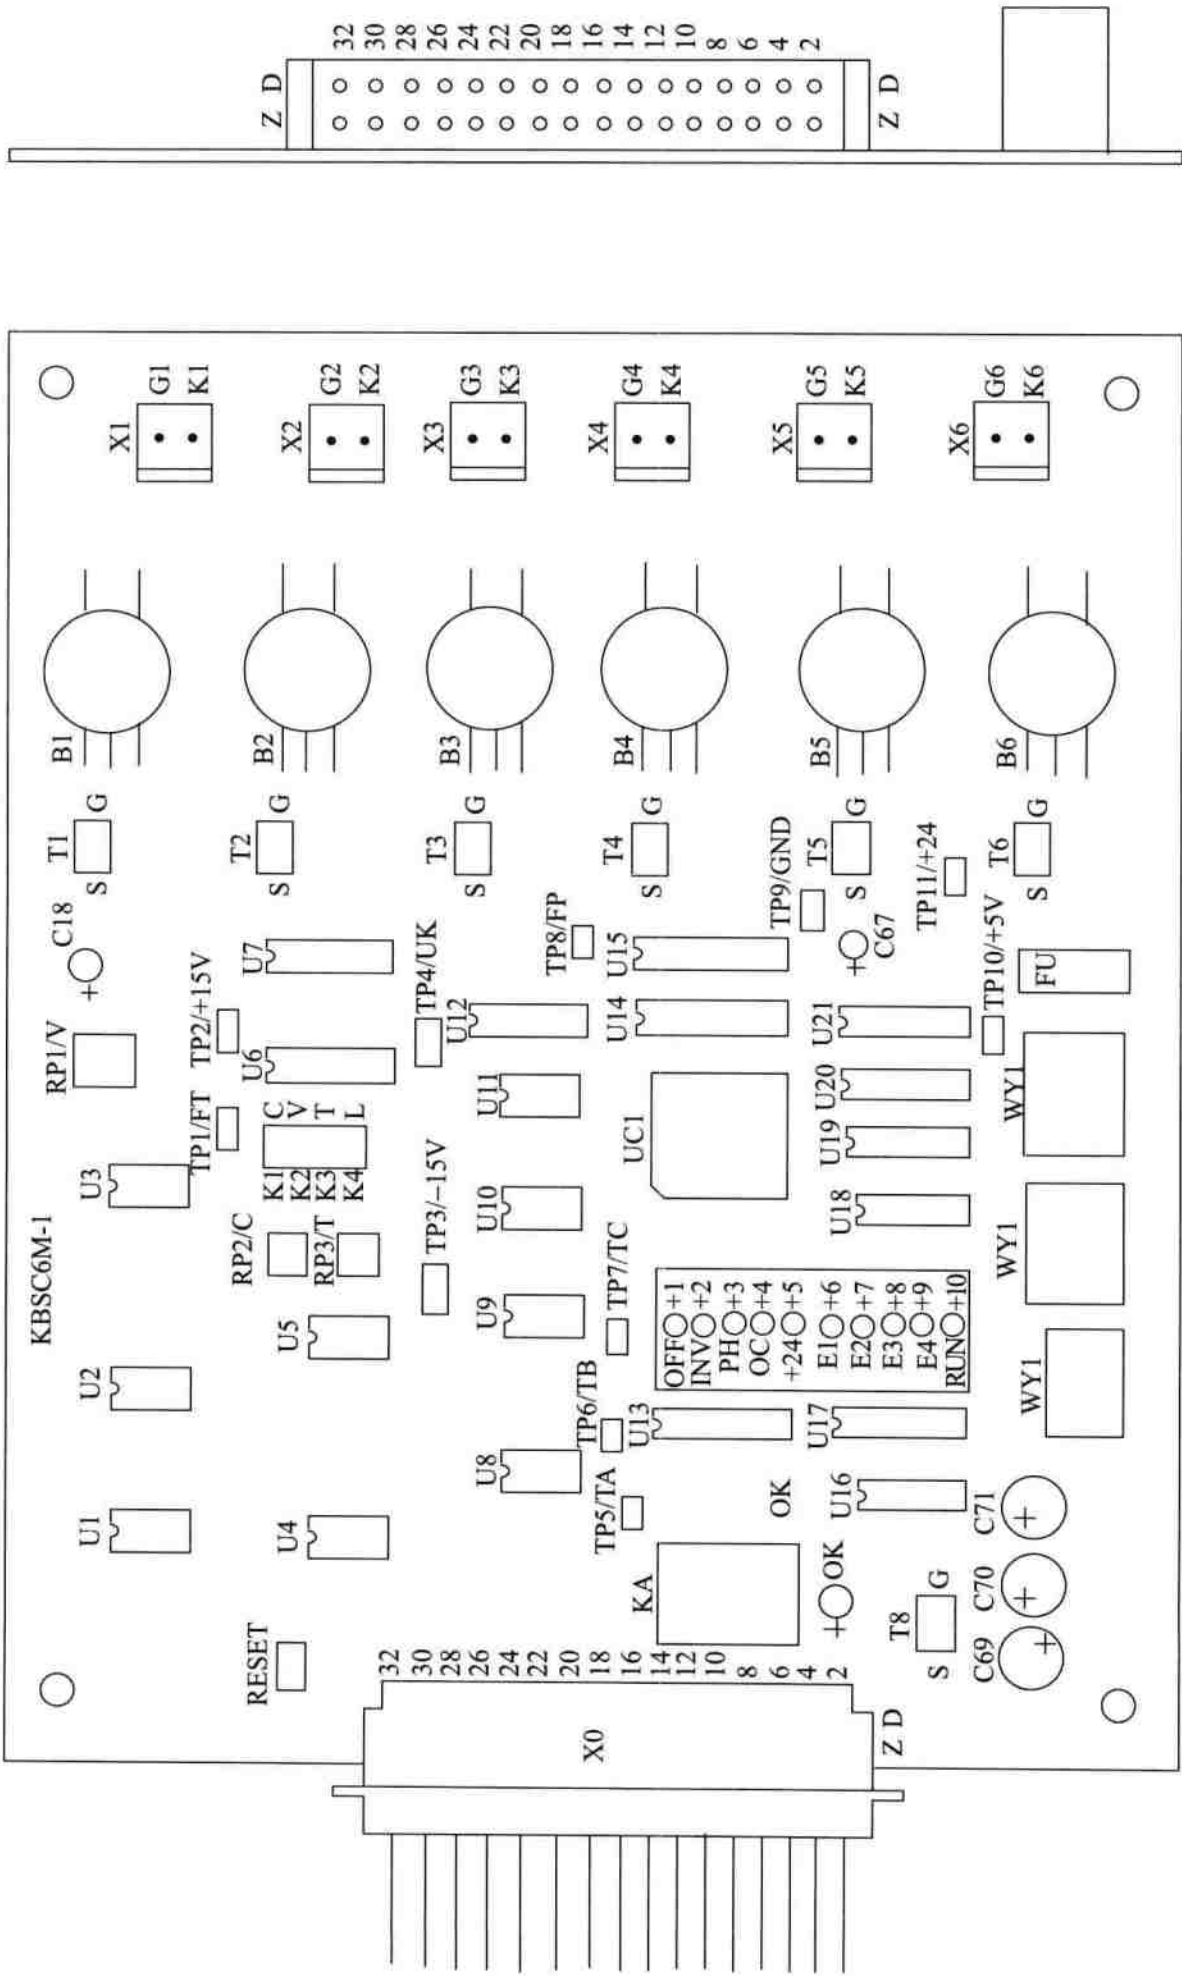 Z D
32
30
28
26
24
22
20
18
16
14
12
10
8
6
4
2
Z D
KBSC6M-1
X1
G1
K1
X2
G2
K2
X3
G3
K3
X4
G4
K4
X5
G5
K5
X6
G6
K6
B1
B2
B3
B4
B5
B6
T1
S G
T2
S G
T3
S G
T4
S G
T5
S G
T6
S G
C18
+
RP1/V
TP2/+15V
TP1/FT
U7
U6
TP4/UK
U12
TP8/FP
U15
U14
TP9/GND
C67
+
TP11/+24
TP10/+5V
FU
U21
U20
U19
U18
WY1
WY1
WY1
UC1
U11
U10
U9
U8
K1 C
K2 V
K3 T
K4 L
RP2/C
RP3/T
TP3/−15V
TP7/TC
TP6/TB
TP5/TA
U3
U2
U1
U5
U4
RESET
U13
U17
U16
OFF +1
INV +2
PH +3
OC +4
+24 +5
E1 +6
E2 +7
E3 +8
E4 +9
RUN +10
OK
KA
+ OK
T8
S G
C71
+
C70
+
C69
+
32
30
28
26
24
22
20
18
16
14
12
10
8
6
4
2
X0
Z D